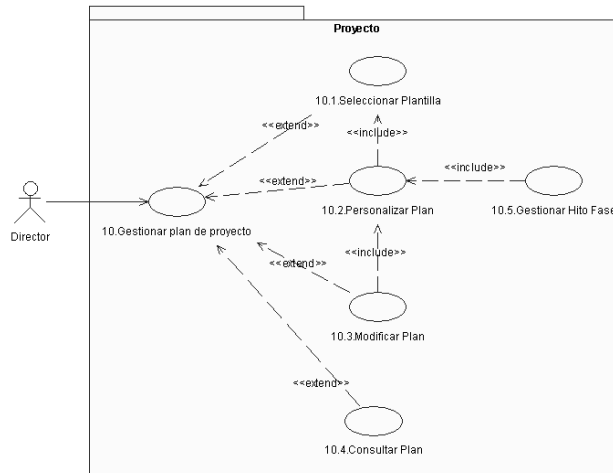 Proyecto
10.1.Seleccionar Plantilla
<<extend>>
<<include>>
<<include>>
<<extend>>
10.2.Personalizar Plan
10.5.Gestionar Hito Fase
Director
10.Gestionar plan de proyecto
<<include>>
<<extend>>
10.3.Modificar Plan
<<extend>>
10.4.Consultar Plan